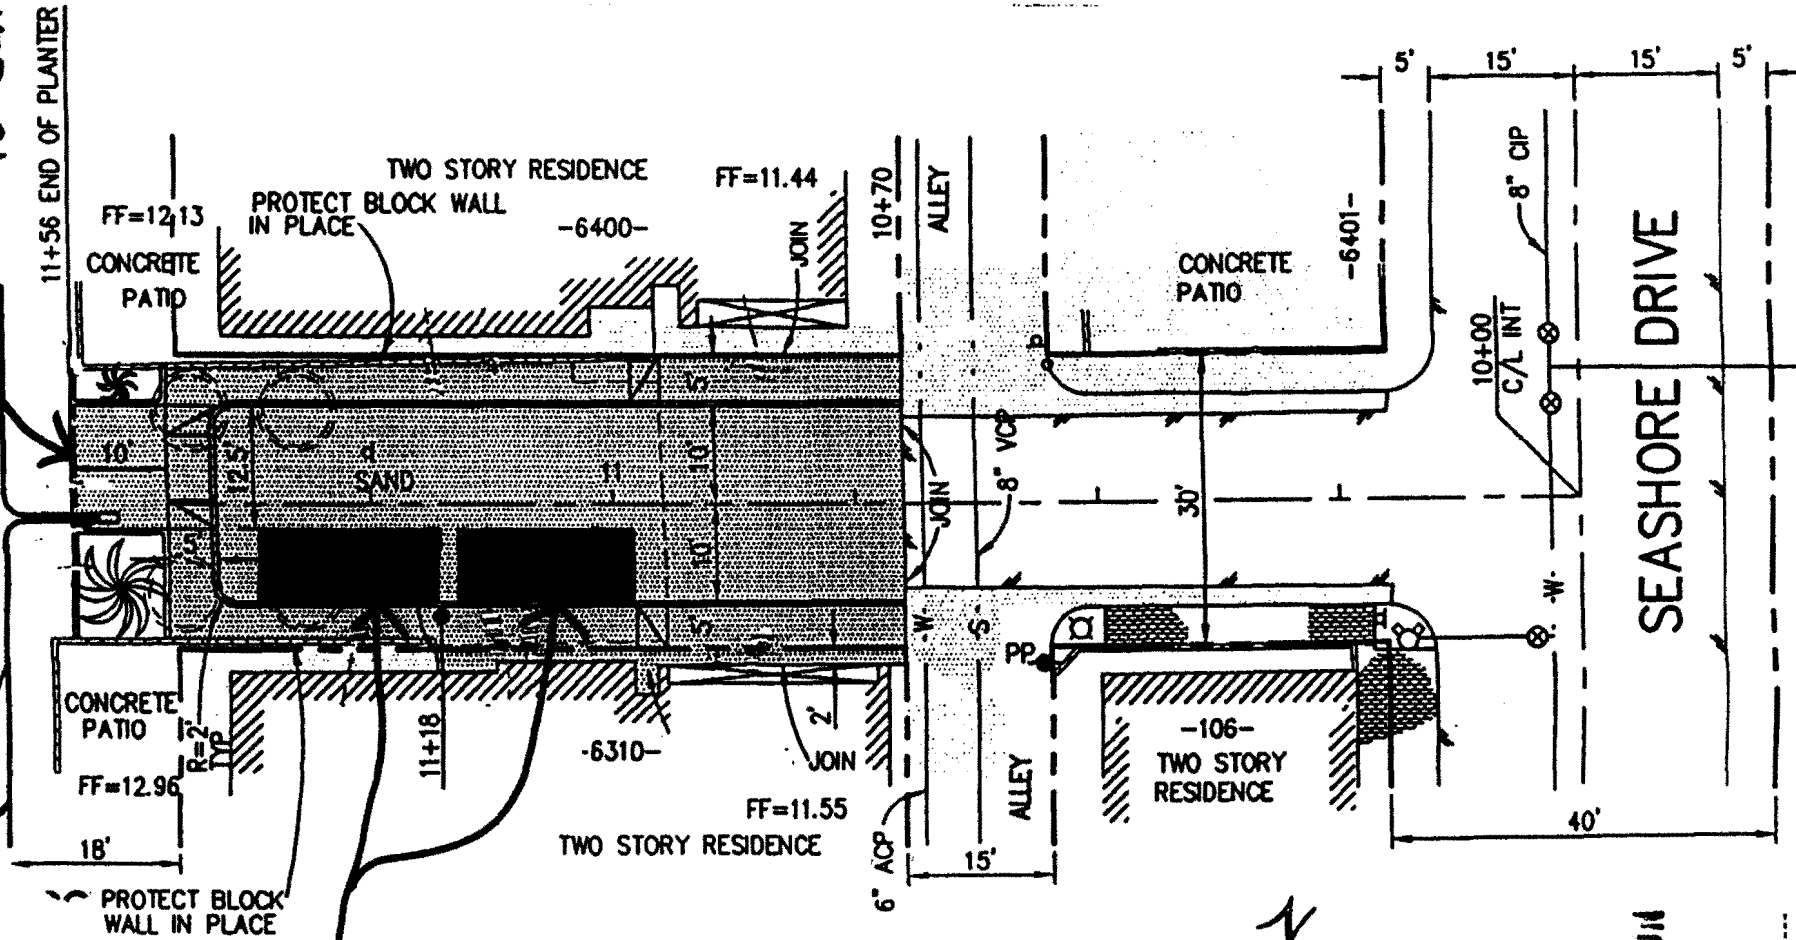 11+56 END OF PLANTER
5'
15'
15'
5'
TWO STORY RESIDENCE
FF=11.44
PROTECT BLOCK WALL
IN PLACE
-6400-
FF=12.13
CONCRETE
PATIO
JOIN
10+70
ALLEY
CONCRETE
PATIO
-6401-
8" CIP
10+00
C/L INT
SEASHORE DRIVE
5'
10'
10'
12.5'
SAND
11
10'
JOIN
8" VCP
30'
5'
-W-
-S-
-W-
PP
CONCRETE
PATIO
R=2'
TYP
FF=12.96
11+18
-6310-
2'
JOIN
FF=11.55
TWO STORY RESIDENCE
6" ACP
ALLEY
-106-
TWO STORY
RESIDENCE
18'
15'
40'
PROTECT BLOCK
WALL IN PLACE